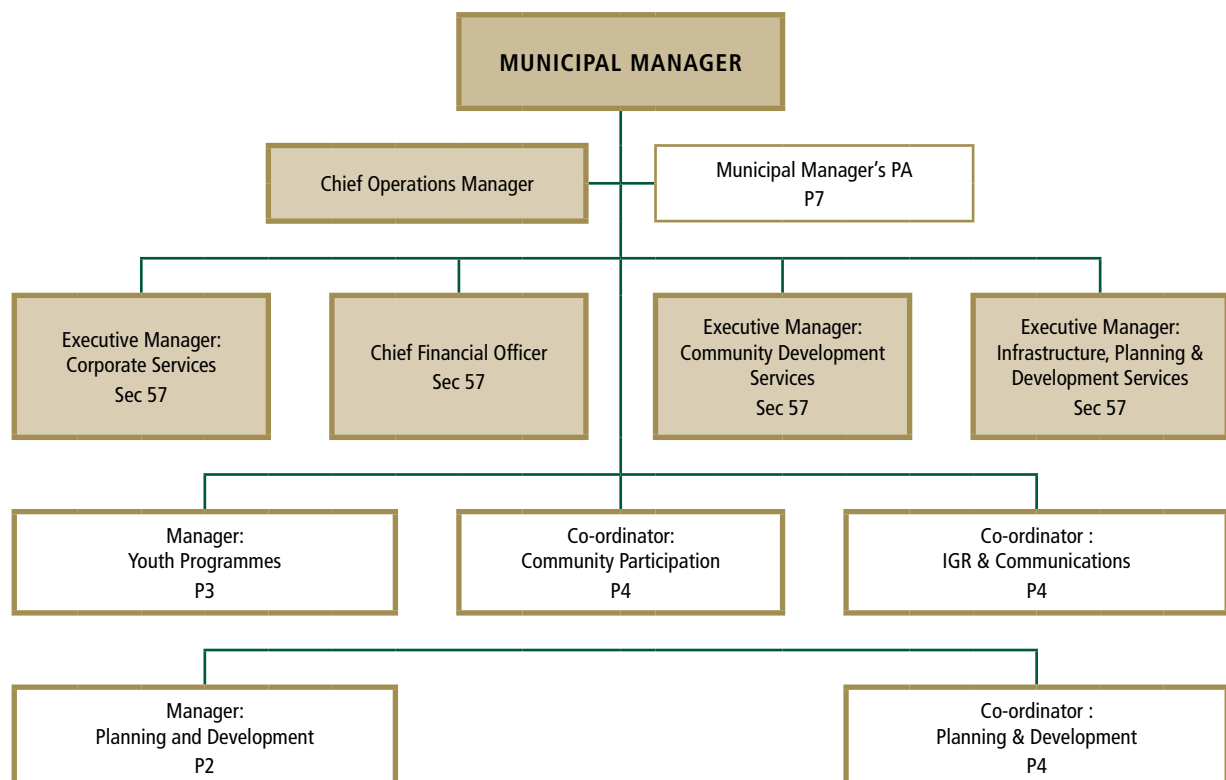 MUNICIPAL MANAGER
Chief Operations Manager
Municipal Manager's PA
P7
Executive Manager:
Corporate Services
Sec 57
Chief Financial Officer
Sec 57
Executive Manager:
Community Development
Services
Sec 57
Executive Manager:
Infrastructure, Planning &
Development Services
Sec 57
Manager:
Youth Programmes
P3
Co-ordinator:
Community Participation
P4
Co-ordinator :
IGR & Communications
P4
Manager:
Planning and Development
P2
Co-ordinator :
Planning & Development
P4